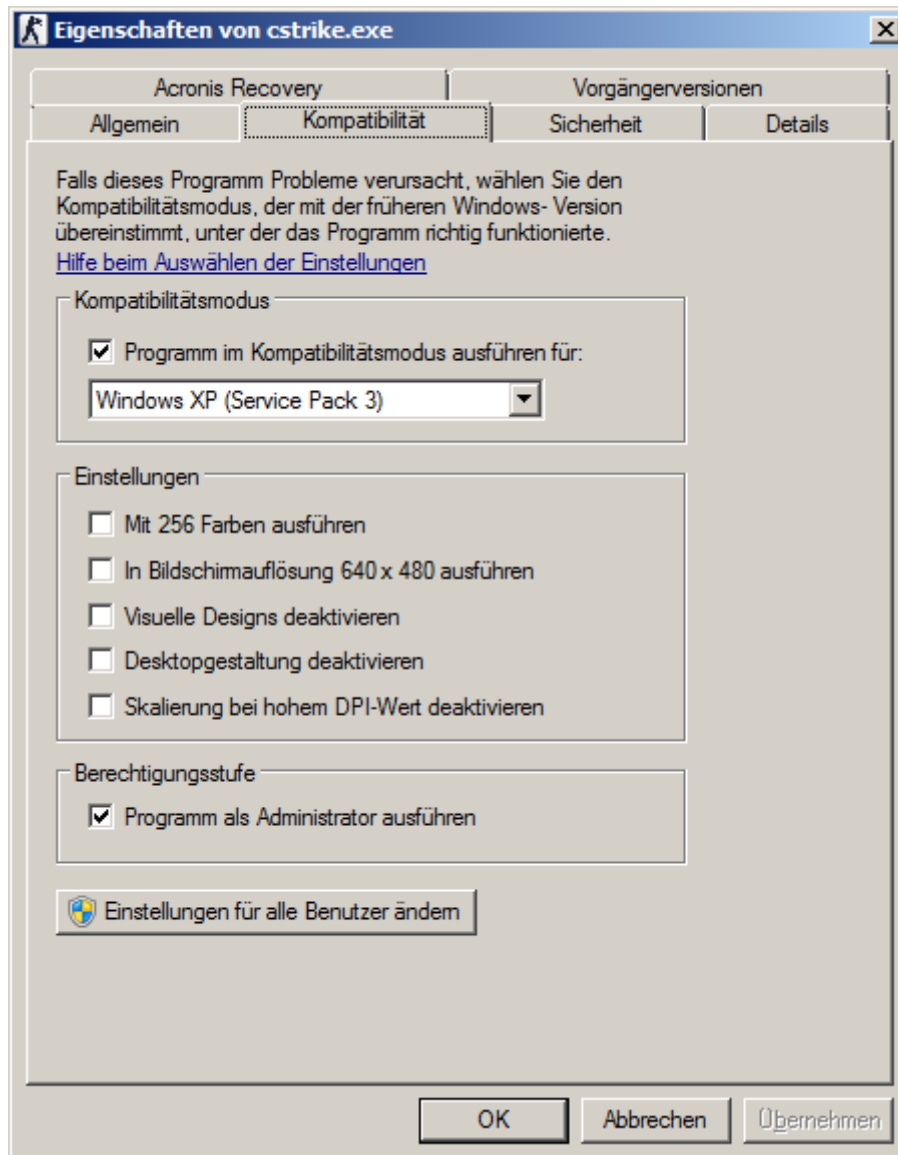 Eigenschaften von cstrike.exe
Acronis Recovery
Vorgängerversionen
Allgemein
Kompatibilität
Sicherheit
Details
Falls dieses Programm Probleme verursacht, wählen Sie den
Kompatibilitätsmodus, der mit der früheren Windows- Version
übereinstimmt, unter der das Programm richtig funktionierte.
Hilfe beim Auswählen der Einstellungen
Kompatibilitätsmodus
Programm im Kompatibilitätsmodus ausführen für:
Windows XP (Service Pack 3)
Einstellungen
Mit 256 Farben ausführen
In Bildschirmauflösung 640 x 480 ausführen
Visuelle Designs deaktivieren
Desktopgestaltung deaktivieren
Skalierung bei hohem DPI-Wert deaktivieren
Berechtigungsstufe
Programm als Administrator ausführen
Einstellungen für alle Benutzer ändern
OK
Abbrechen
Übernehmen